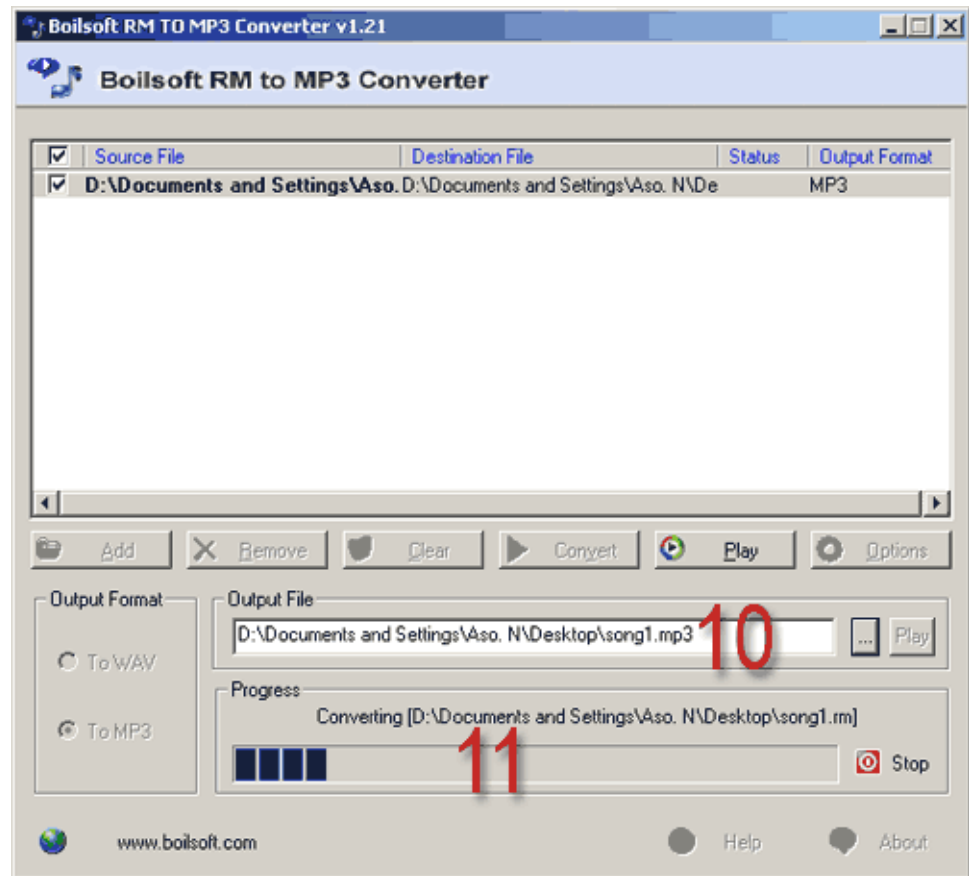 Boilsoft RM TO MP3 Converter v1.21
Boilsoft RM to MP3 Converter
Source File Destination File Status Output Format
D:\Documents and Settings\Aso. D:\Documents and Settings\Aso. N\De MP3
Add Remove Clear Convert Play Options
Output Format
To WAV
To MP3
Output File
D:\Documents and Settings\Aso. N\Desktop\song1.mp3 ... Play
10
Progress
Converting [D:\Documents and Settings\Aso. N\Desktop\song1.rm]
11
Stop
www.boilsoft.com Help About